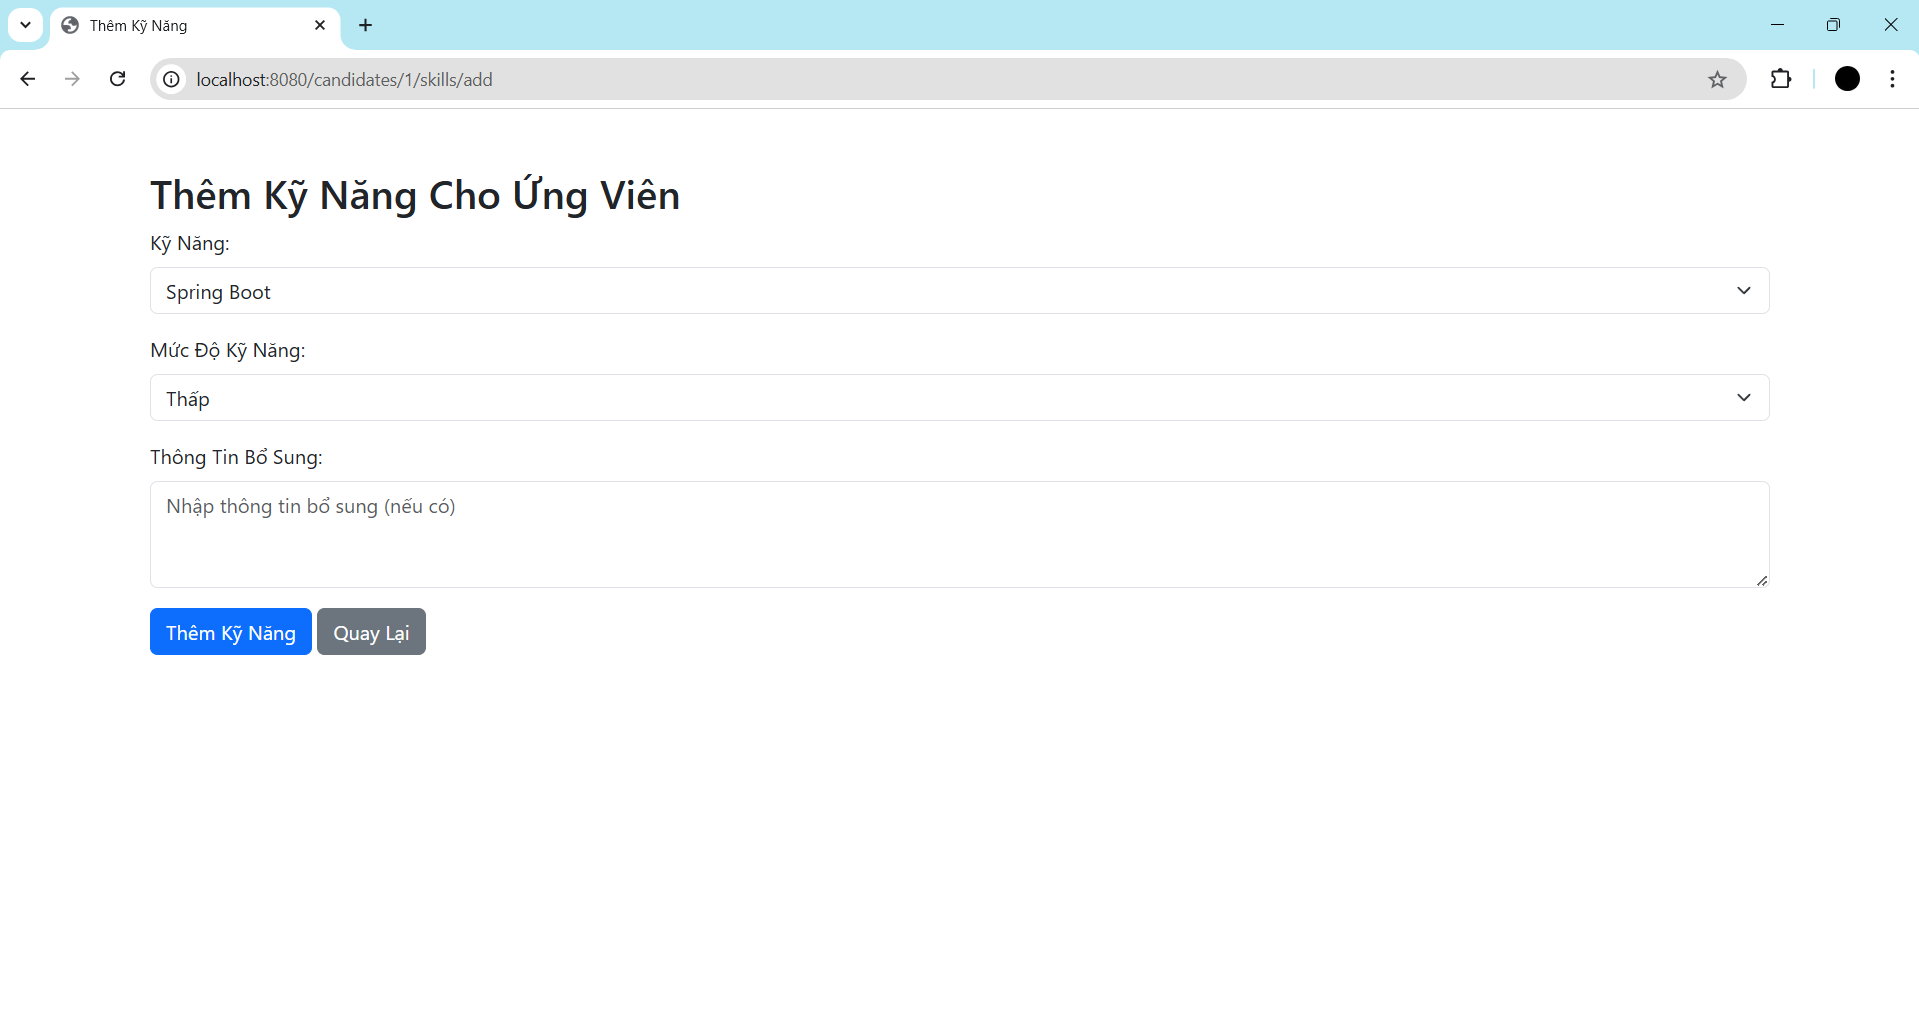 Thêm Kỹ Năng
localhost:8080/candidates/1/skills/add
Thêm Kỹ Năng Cho Ứng Viên
Kỹ Năng:
Spring Boot
Mức Độ Kỹ Năng:
Thấp
Thông Tin Bổ Sung:
Nhập thông tin bổ sung (nếu có)
Thêm Kỹ Năng Quay Lại